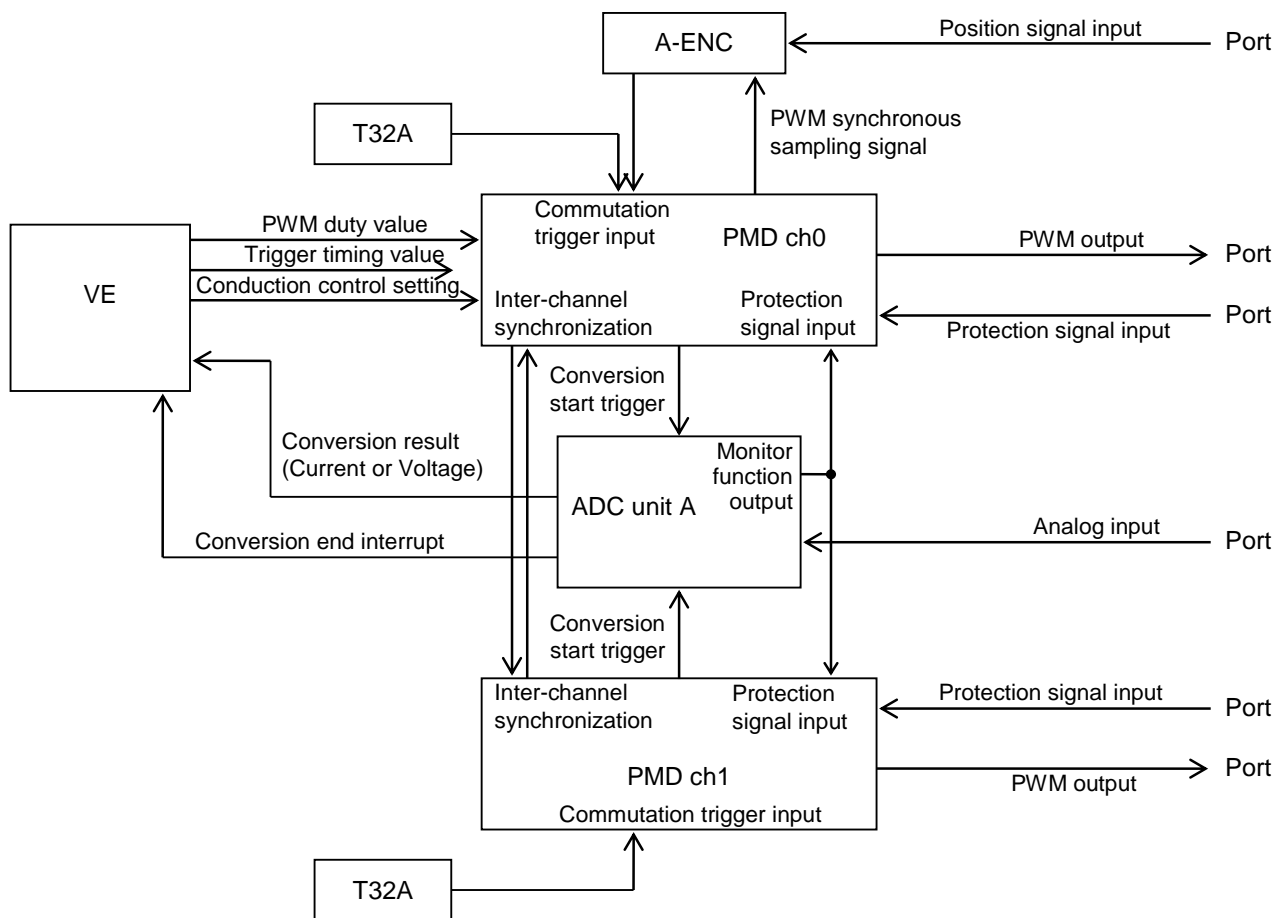 A-ENC
Position signal input
Port
T32A
PWM synchronous
sampling signal
VE
PWM duty value
Trigger timing value
Conduction control setting
Commutation
trigger input
PMD ch0
PWM output
Port
Inter-channel
synchronization
Protection
signal input
Protection signal input
Port
Conversion
start trigger
Conversion result
(Current or Voltage)
Monitor
function
output
ADC unit A
Conversion end interrupt
Analog input
Port
Conversion
start trigger
Inter-channel
synchronization
Protection
signal input
Protection signal input
Port
PMD ch1
PWM output
Port
Commutation trigger input
T32A